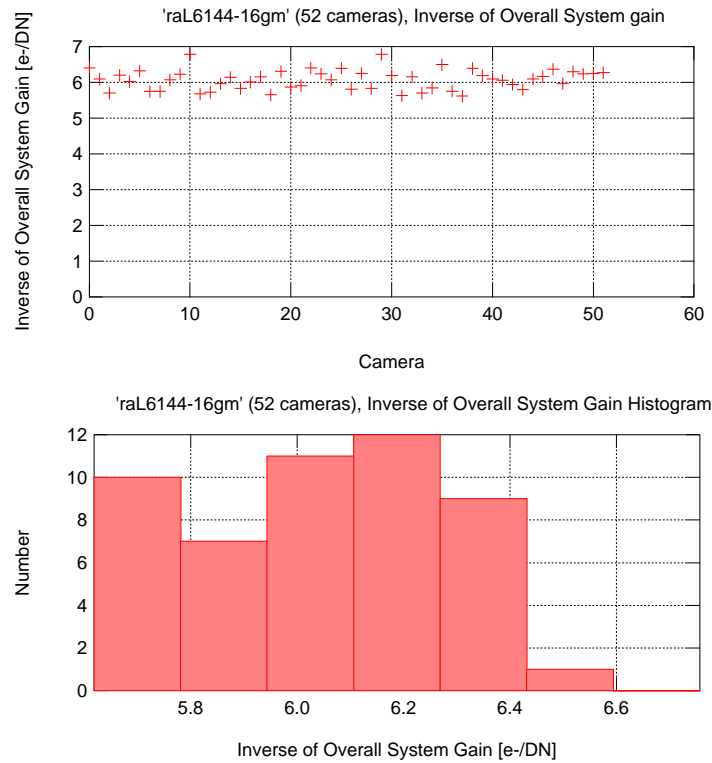 'raL6144-16gm' (52 cameras), Inverse of Overall System gain
Inverse of Overall System Gain [e-/DN]
7
6
5
4
3
2
1
0
0 10 20 30 40 50 60
Camera
'raL6144-16gm' (52 cameras), Inverse of Overall System Gain Histogram
Number
12
10
8
6
4
2
0
5.8 6.0 6.2 6.4 6.6
Inverse of Overall System Gain [e-/DN]